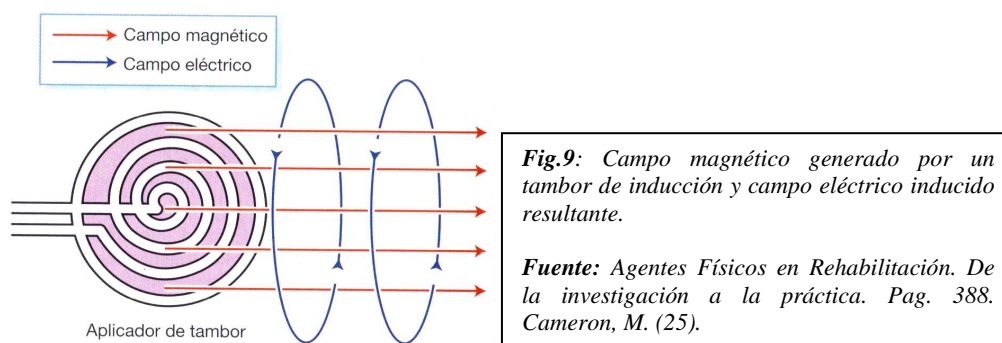 Campo magnético
Campo eléctrico
Aplicador de tambor
Fig.9: Campo magnético generado por un
tambor de inducción y campo eléctrico inducido
resultante.
Fuente: Agentes Físicos en Rehabilitación. De
la investigación a la práctica. Pag. 388.
Cameron, M. (25).